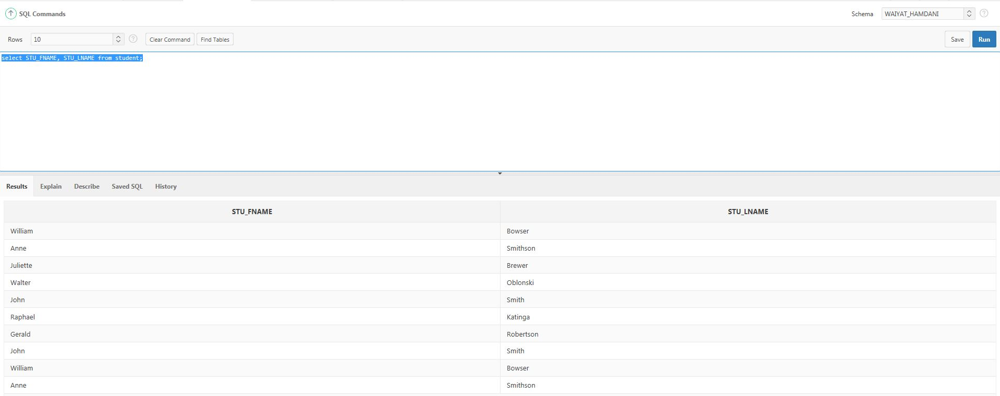 SQL Commands Schema WAIYAT_HAMDANI ?
Rows 10 ? Clear Command Find Tables Save Run
select STU_FNAME, STU_LNAME from student;
Results Explain Describe Saved SQL History
STU_FNAME STU_LNAME
William Bowser
Anne Smithson
Juliette Brewer
Walter Oblonski
John Smith
Raphael Katinga
Gerald Robertson
John Smith
William Bowser
Anne Smithson